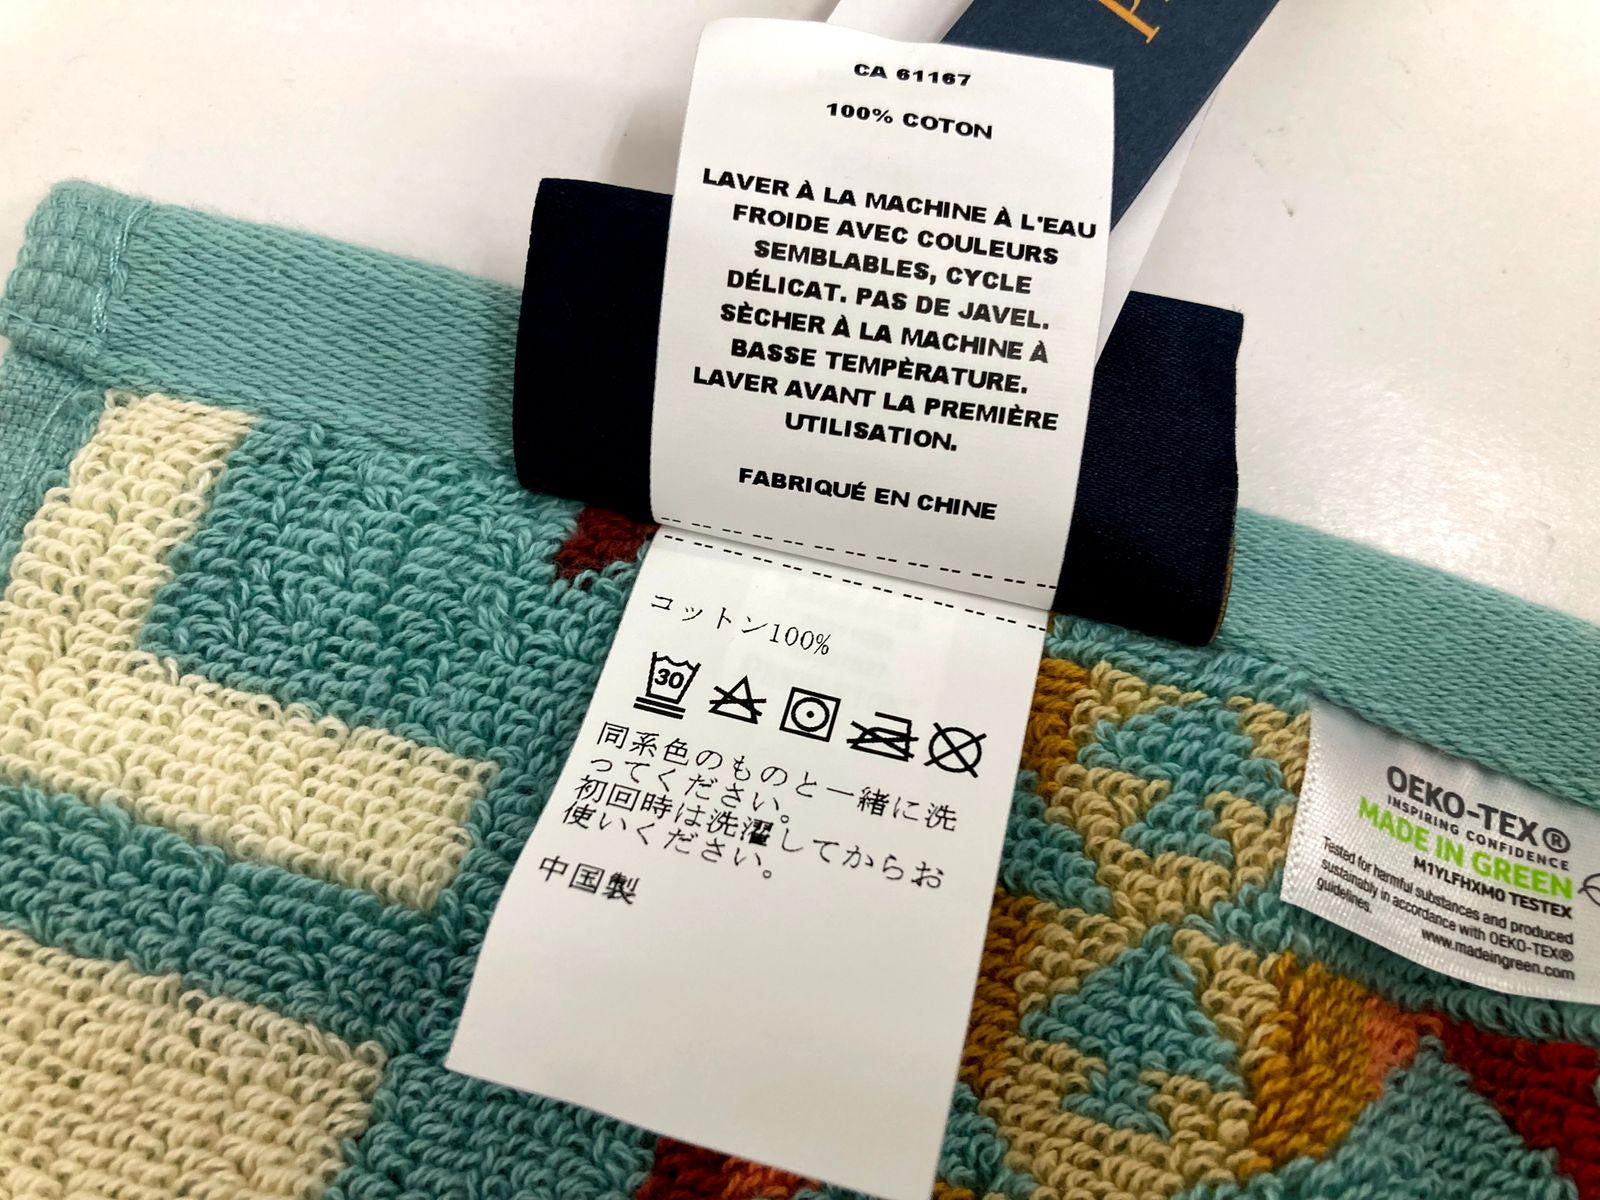 CA 61167
100% COTON
LAVER À LA MACHINE À L'EAU
FROIDE AVEC COULEURS
SEMBLABLES, CYCLE
DÉLICAT. PAS DE JAVEL.
SÈCHER À LA MACHINE À
BASSE TEMPÈRATURE.
LAVER AVANT LA PREMIÈRE
UTILISATION.
FABRIQUÉ EN CHINE
コットン100%
30
同系色のものと一緒に洗
ってください。
初回時は洗濯してからお
使いください。
中国製
OEKO-TEX®
INSPIRING CONFIDENCE
MADE IN GREEN
M1YLFHXM0 TESTEX
Tested for harmful substances and produced
sustainably in accordance with OEKO-TEX®
guidelines.
www.madeingreen.com